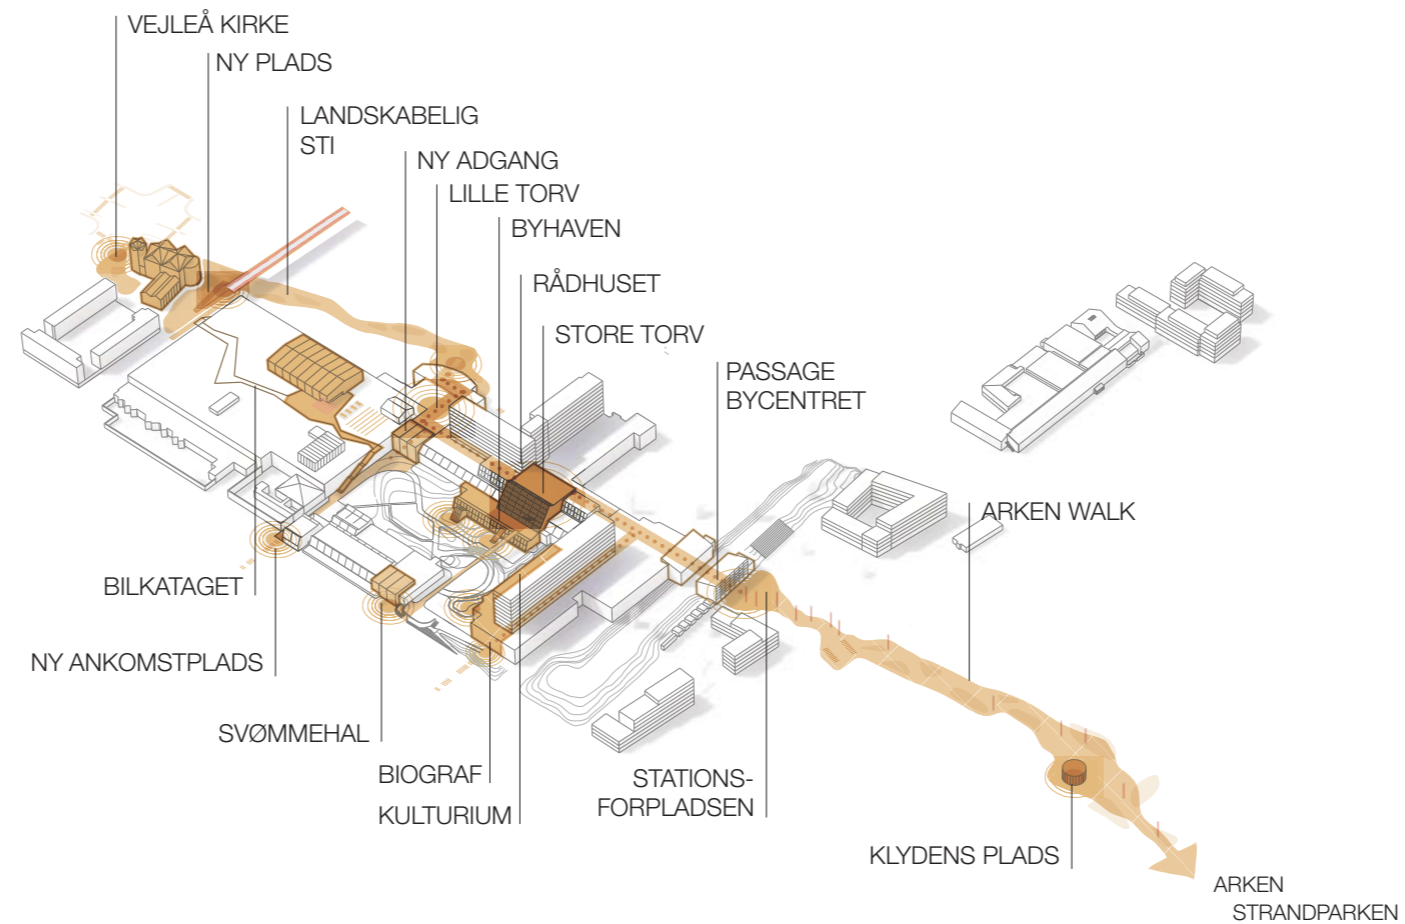 VEJLEÅ KIRKE
NY PLADS
LANDSKABELIG
STI
NY ADGANG
LILLE TORV
BYHAVEN
RÅDHUSET
STORE TORV
PASSAGE
BYCENTRET
ARKEN WALK
BILKATAGET
NY ANKOMSTPLADS
SVØMMEHAL
BIOGRAF
KULTURIUM
STATIONS-
FORPLADSEN
KLYDENS PLADS
ARKEN
STRANDPARKEN